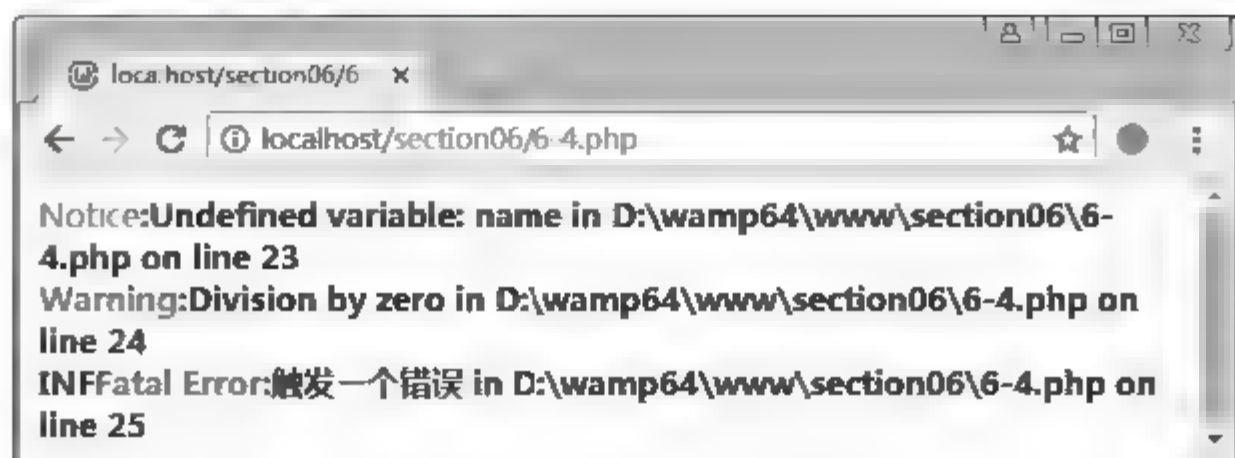 localhost/section06/6
localhost/section06/6-4.php
Notice:Undefined variable: name in D:\wamp64\www\section06\6-
4.php on line 23
Warning:Division by zero in D:\wamp64\www\section06\6-4.php on
line 24
INFFatal Error:触发一个错误 in D:\wamp64\www\section06\6-4.php on
line 25